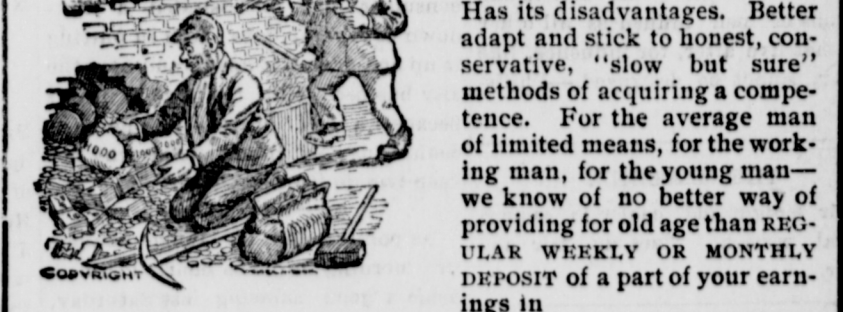 Has its disadvantages. Better
adapt and stick to honest, con-
servative, "slow but sure"
methods of acquiring a compe-
tence. For the average man
of limited means, for the work-
ing man, for the young man—
we know of no better way of
providing for old age than REG-
ULAR WEEKLY OR MONTHLY
DEPOSIT of a part of your earn-
ings in
1000
COPYRIGHT